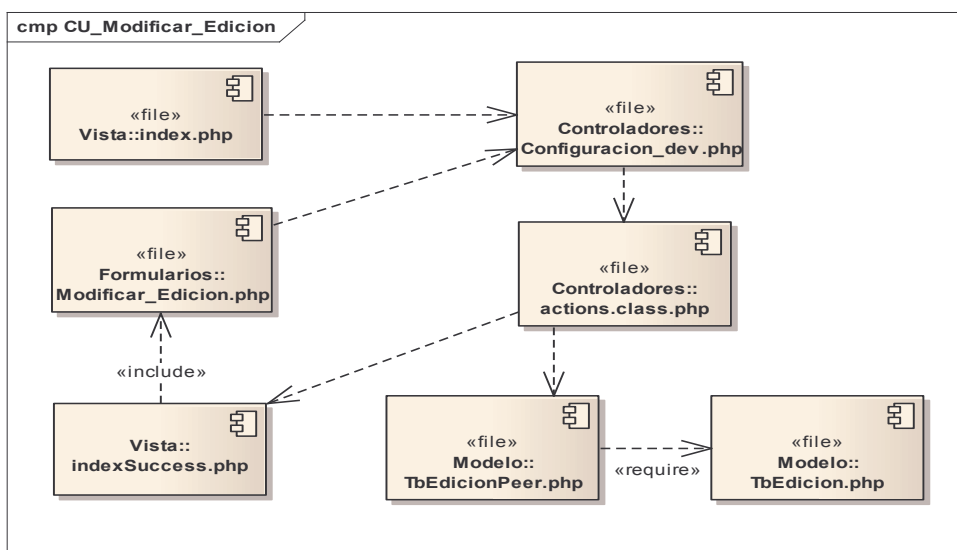 cmp CU_Modificar_Edicion
«file»
Vista::index.php
«file»
Controladores::
Configuracion_dev.php
«file»
Formularios::
Modificar_Edicion.php
«file»
Controladores::
actions.class.php
«include»
Vista::
indexSuccess.php
«file»
Modelo::
TbEdicionPeer.php
«require»
«file»
Modelo::
TbEdicion.php